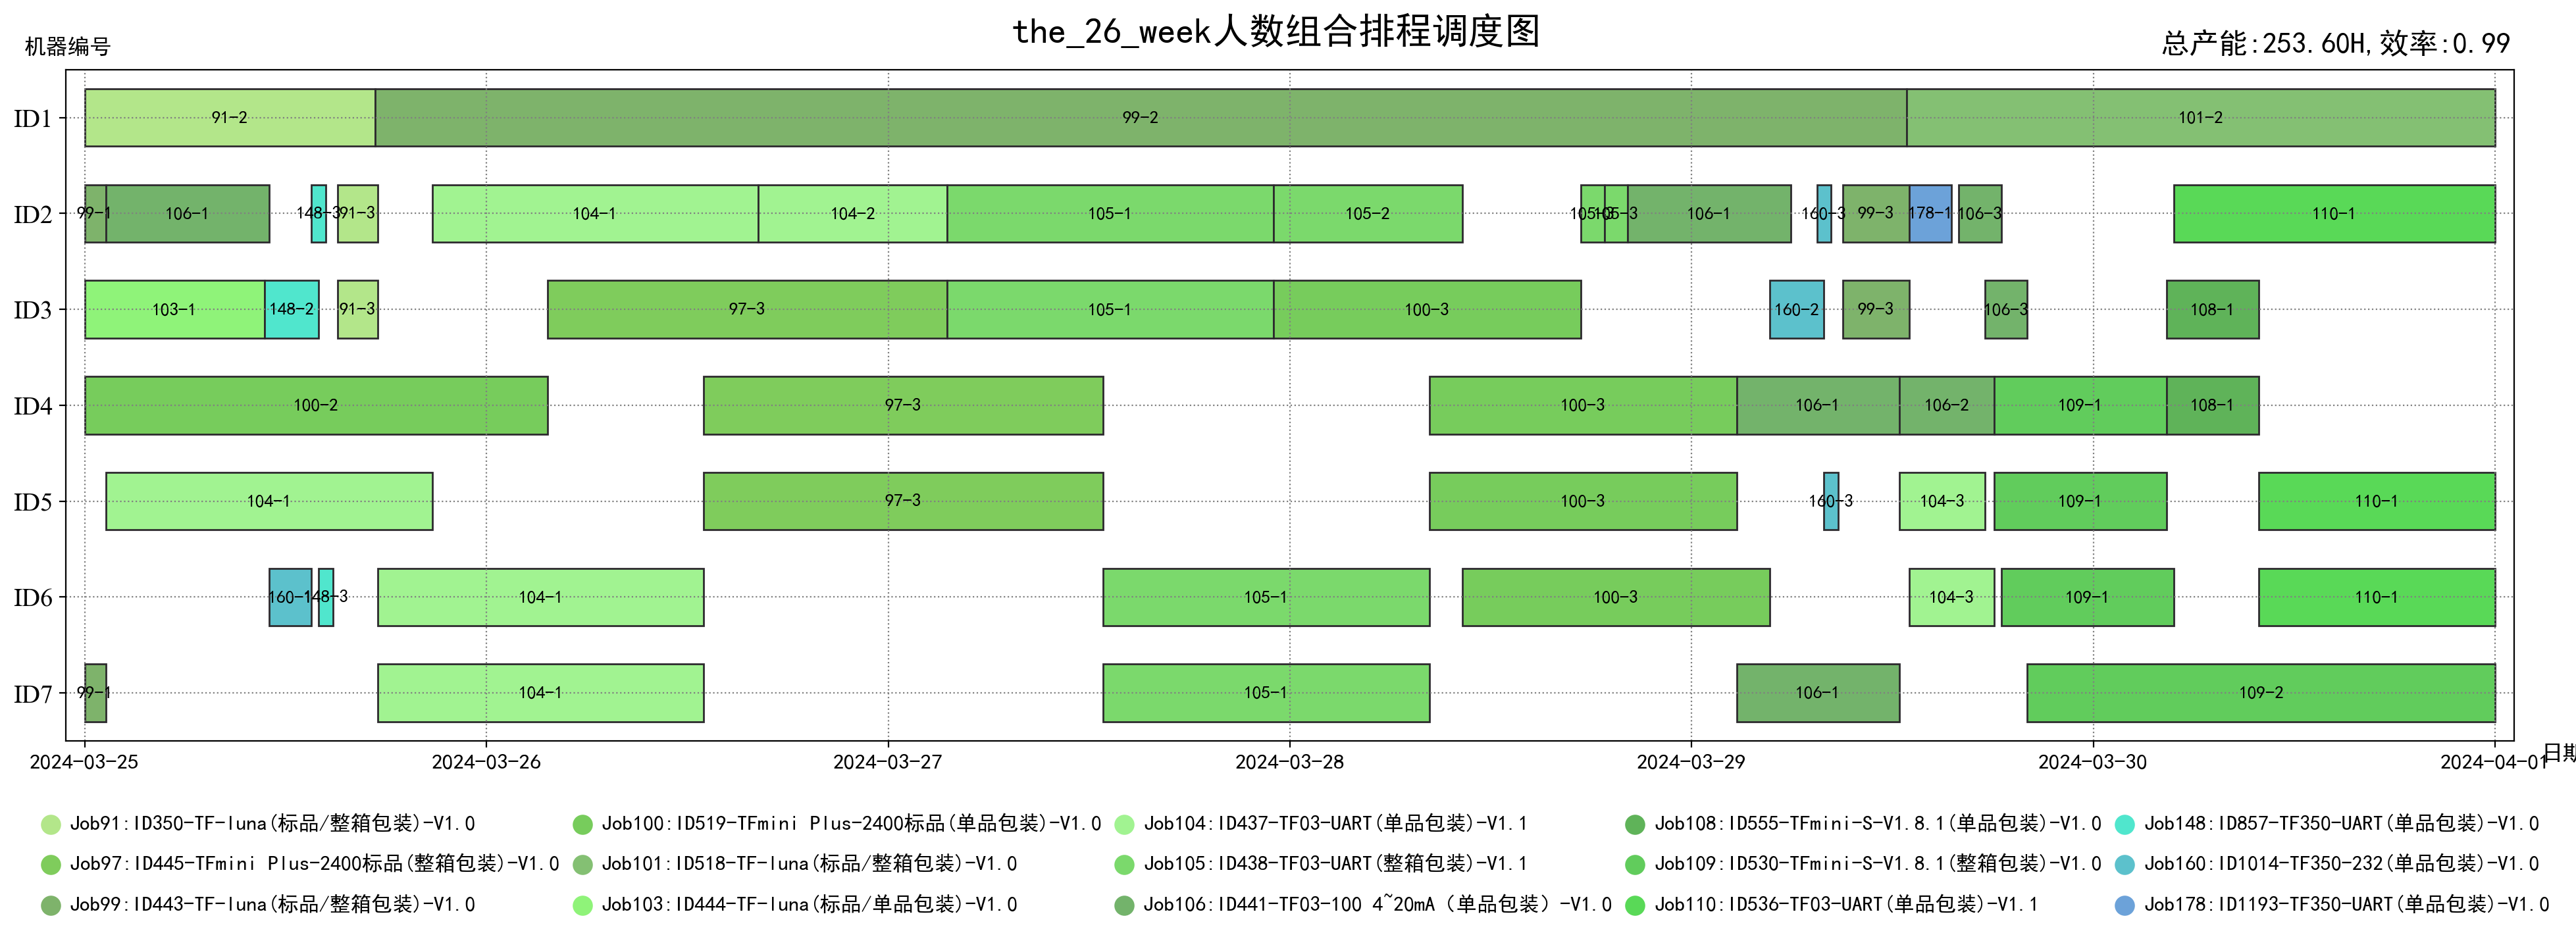 the_26_week人数组合排程调度图
机器编号
总产能:253.60H,效率:0.99
ID1 91-2 99-2 101-2
ID2 99-1 106-1 148-3 91-3 104-1 104-2 105-1 105-2 105-3 105-3 106-1 160-3 99-3 178-1 106-3 110-1
ID3 103-1 148-2 91-3 97-3 105-1 100-3 160-2 99-3 106-3 108-1
ID4 100-2 97-3 100-3 106-1 106-2 109-1 108-1
ID5 104-1 97-3 100-3 160-3 104-3 109-1 110-1
ID6 160-1 148-3 104-1 105-1 100-3 104-3 109-1 110-1
ID7 99-1 104-1 105-1 106-1 109-2
2024-03-25 2024-03-26 2024-03-27 2024-03-28 2024-03-29 2024-03-30 2024-04-01
Job91:ID350-TF-luna(标品/整箱包装)-V1.0 Job100:ID519-TFmini Plus-2400标品(单品包装)-V1.0 Job104:ID437-TF03-UART(单品包装)-V1.1 Job108:ID555-TFmini-S-V1.8.1(单品包装)-V1.0 Job148:ID857-TF350-UART(单品包装)-V1.0
Job97:ID445-TFmini Plus-2400标品(整箱包装)-V1.0 Job101:ID518-TF-luna(标品/整箱包装)-V1.0 Job105:ID438-TF03-UART(整箱包装)-V1.1 Job109:ID530-TFmini-S-V1.8.1(整箱包装)-V1.0 Job160:ID1014-TF350-232(单品包装)-V1.0
Job99:ID443-TF-luna(标品/整箱包装)-V1.0 Job103:ID444-TF-luna(标品/单品包装)-V1.0 Job106:ID441-TF03-100 4~20mA（单品包装）-V1.0 Job110:ID536-TF03-UART(单品包装)-V1.1 Job178:ID1193-TF350-UART(单品包装)-V1.0